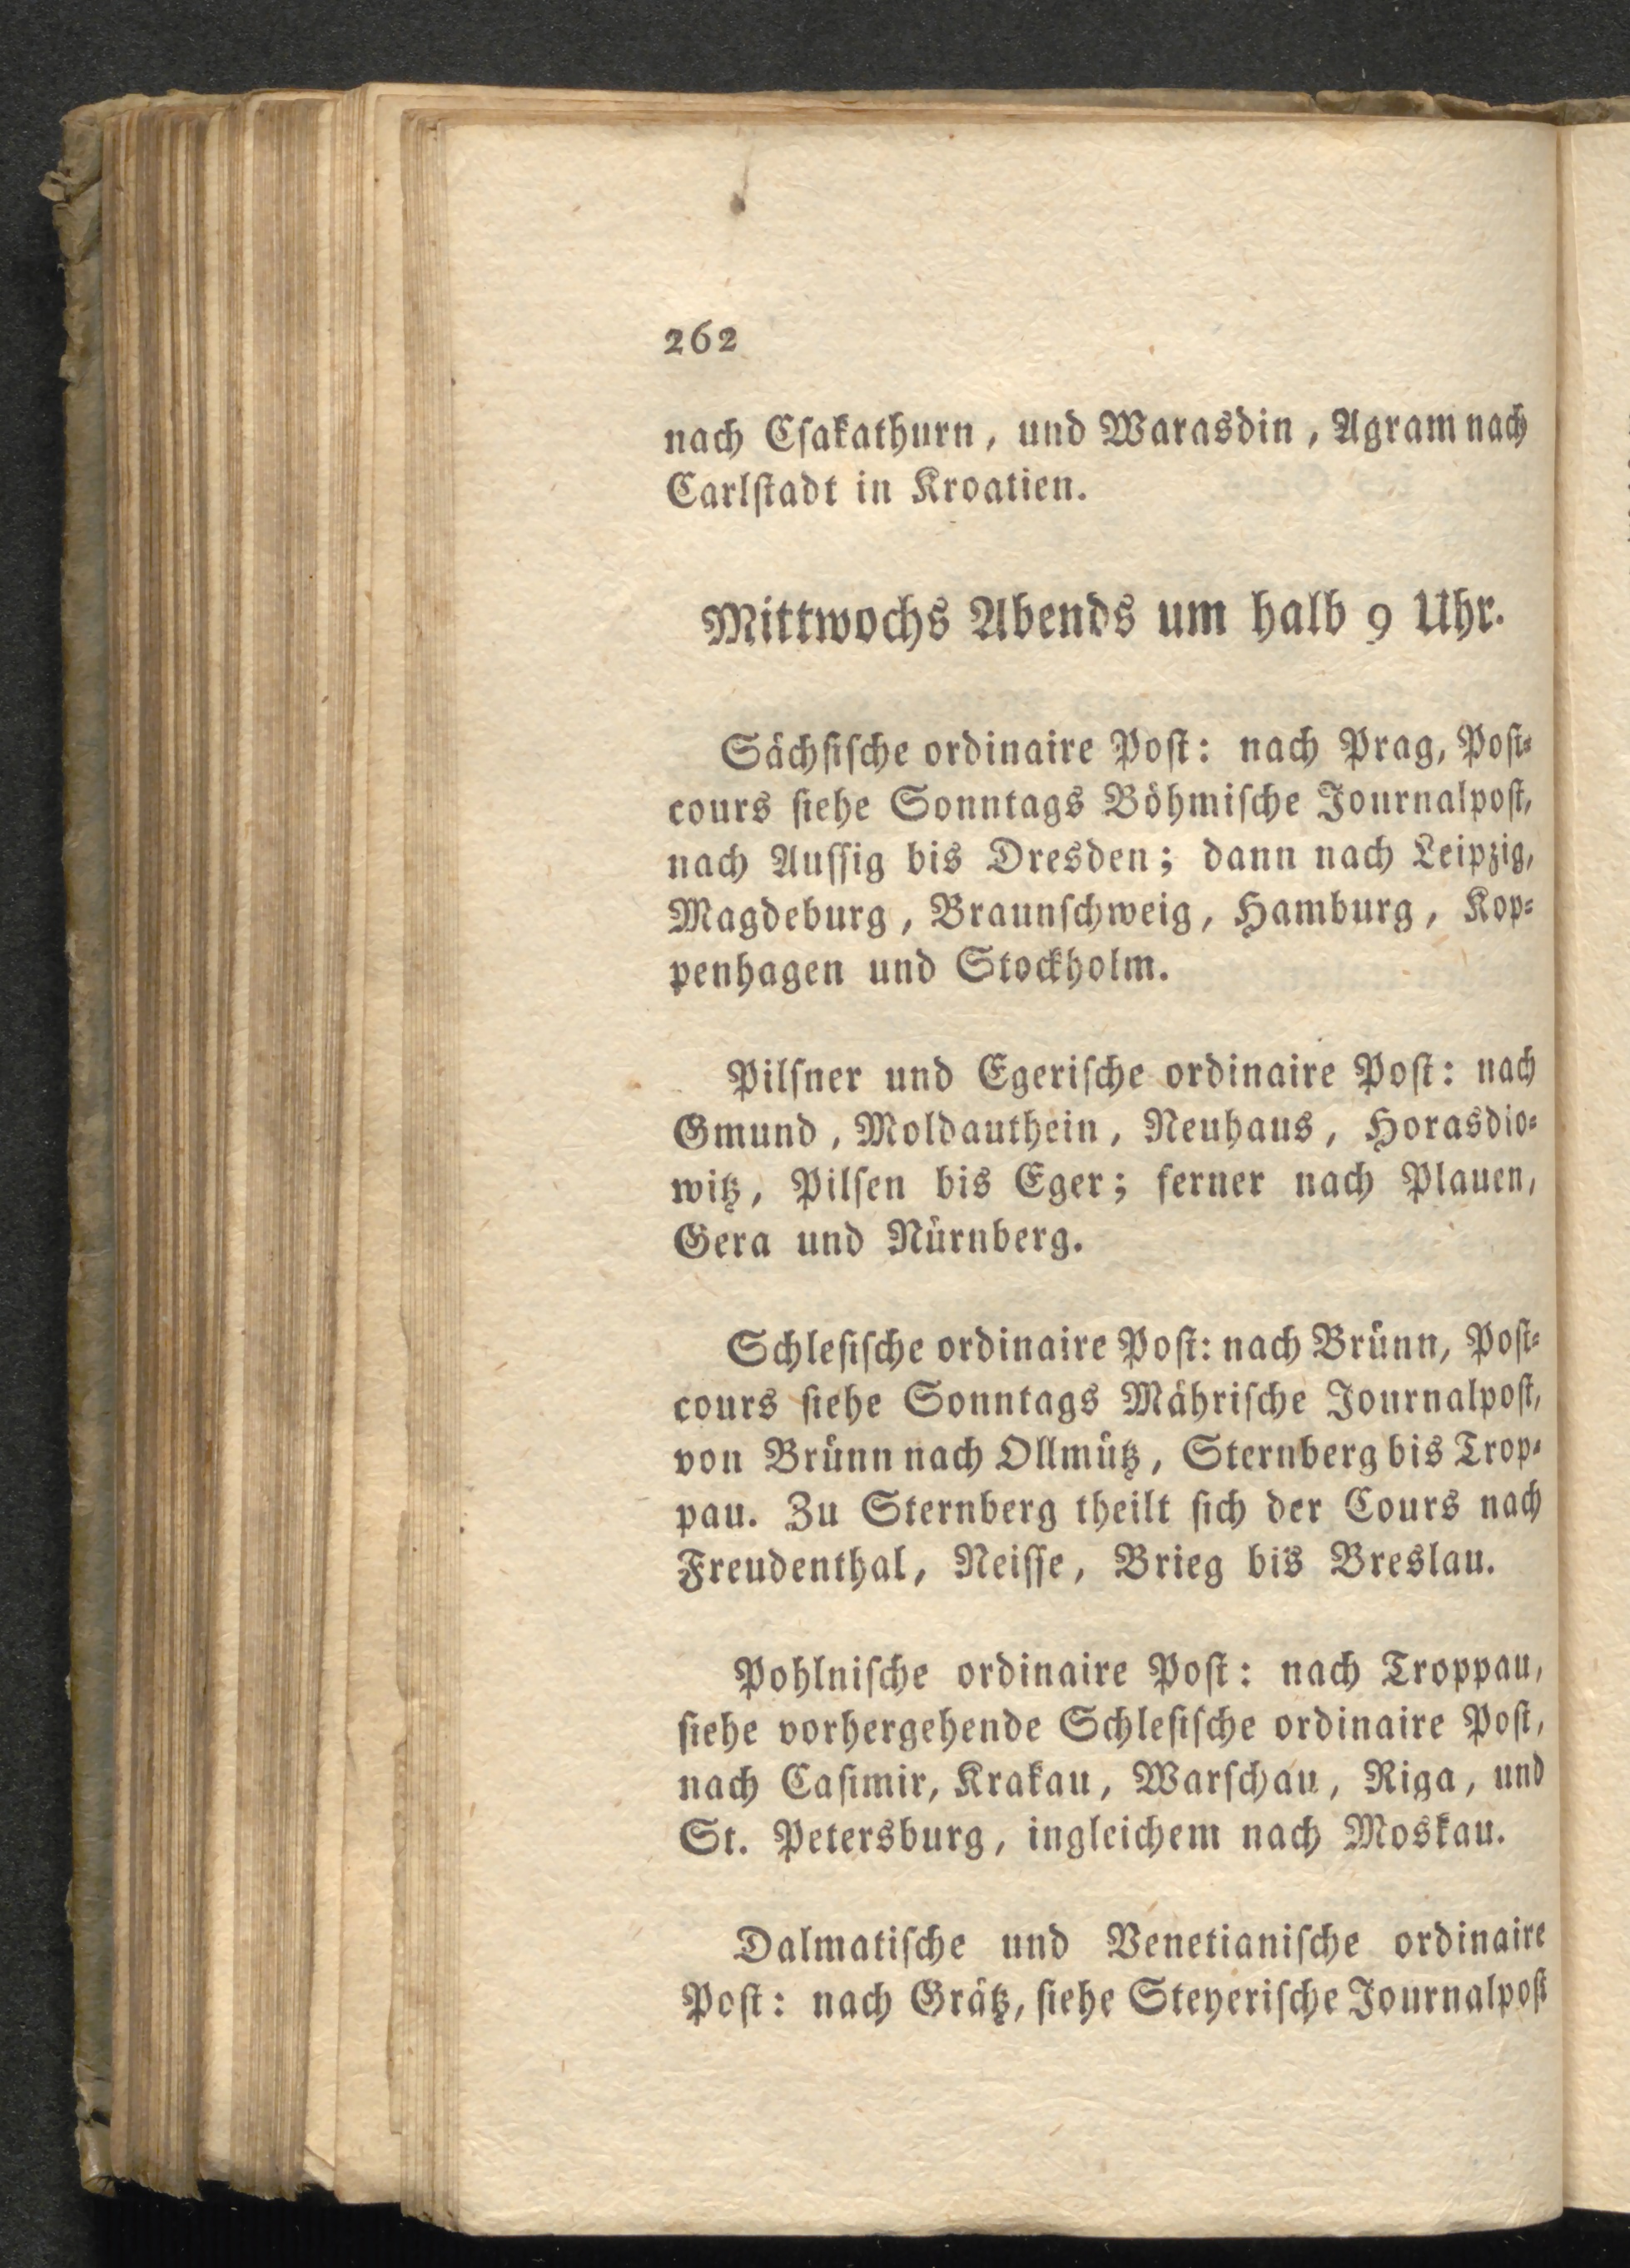 262
nach Cſakathurn, und Warasdin, Agram nach
Carlſtadt in Kroatien.
Mittwochs Abends um halb 9 Uhr.
Sächſiſche ordinaire Poſt: nach Prag, Poſt⸗
cours ſiehe Sonntags Böhmiſche Journalpoſt,
nach Auſſig bis Dresden; dann nach Leipzig,
Magdeburg, Braunſchweig, Hamburg, Kop⸗
penhagen und Stockholm.
Pilſner und Egeriſche ordinaire Poſt: nach
Gmund, Moldauthein, Neuhaus, Horasdio⸗
witz, Pilſen bis Eger; ferner nach Plauen,
Gera und Nürnberg.
Schleſiſche ordinaire Poſt: nach Brünn, Poſt⸗
cours ſiehe Sonntags Mähriſche Journalpoſt,
von Brünn nach Ollmütz, Sternberg bis Trop⸗
pau. Zu Sternberg theilt ſich der Cours nach
Freudenthal, Neiſſe, Brieg bis Breslau.
Pohlniſche ordinaire Poſt: nach Troppau,
ſiehe vorhergehende Schleſiſche ordinaire Poſt,
nach Caſimir, Krakau, Warſchau, Riga, und
St. Petersburg, ingleichem nach Moskau.
Dalmatiſche und Venetianiſche ordinaire
Poſt: nach Grätz, ſiehe Steyeriſche Journalpoſt